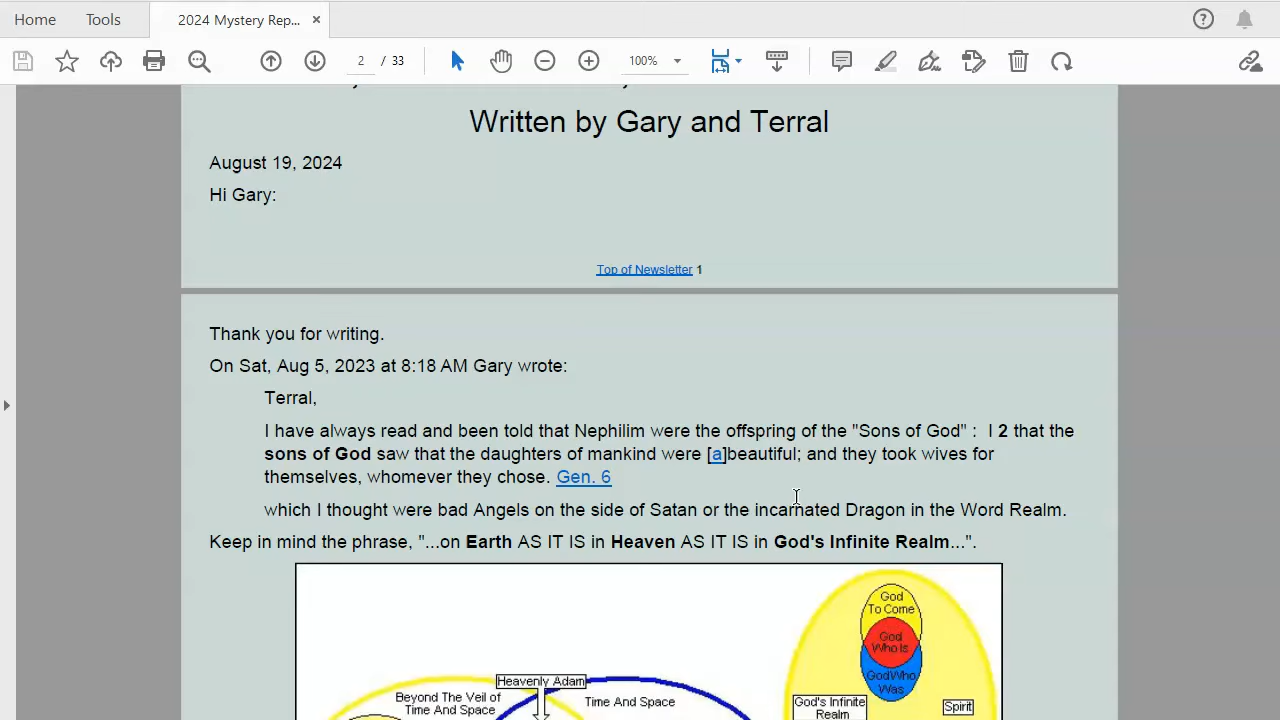 Home Tools 2024 Mystery Rep... ×
2 / 33 100%
Written by Gary and Terral
August 19, 2024
Hi Gary:
Top of Newsletter 1
Thank you for writing.
On Sat, Aug 5, 2023 at 8:18 AM Gary wrote:
Terral,
I have always read and been told that Nephilim were the offspring of the "Sons of God" : I 2 that the
sons of God saw that the daughters of mankind were [a]beautiful; and they took wives for
themselves, whomever they chose. Gen. 6
which I thought were bad Angels on the side of Satan or the incarnated Dragon in the Word Realm.
Keep in mind the phrase, "...on Earth AS IT IS in Heaven AS IT IS in God's Infinite Realm...".
God
To Come
God
Who Is
God Who
Was
Heavenly Adam
Beyond The Veil of
Time And Space
Time And Space
God's Infinite
Realm
Spirit